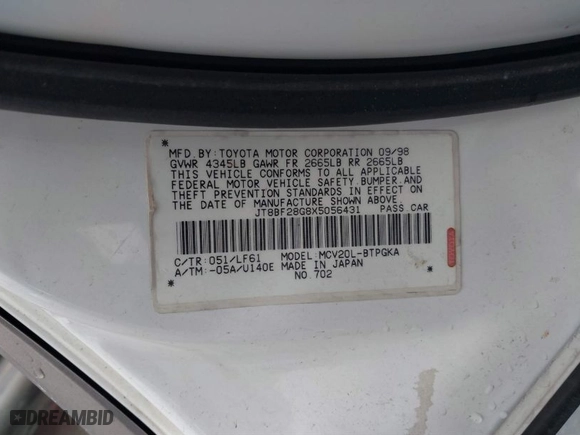 MFD.BY:TOYOTA MOTOR CORPORATION 09/98
GVWR 4345LB GAWR FR 2665LB RR 2665LB
THIS VEHICLE CONFORMS TO ALL APPLICABLE
FEDERAL MOTOR VEHICLE SAFETY,BUMPER,AND
THEFT PREVENTION STANDARDS IN EFFECT ON
THE DATE OF MANUFACTURE SHOWN ABOVE.
JT8BF28G8X5056431 PASS.CAR
C/TR:051/LF61 MODEL:MCV20L-BTPGKA
A/TM:-05A/U140E MADE IN JAPAN
NO.702
DREAMBID